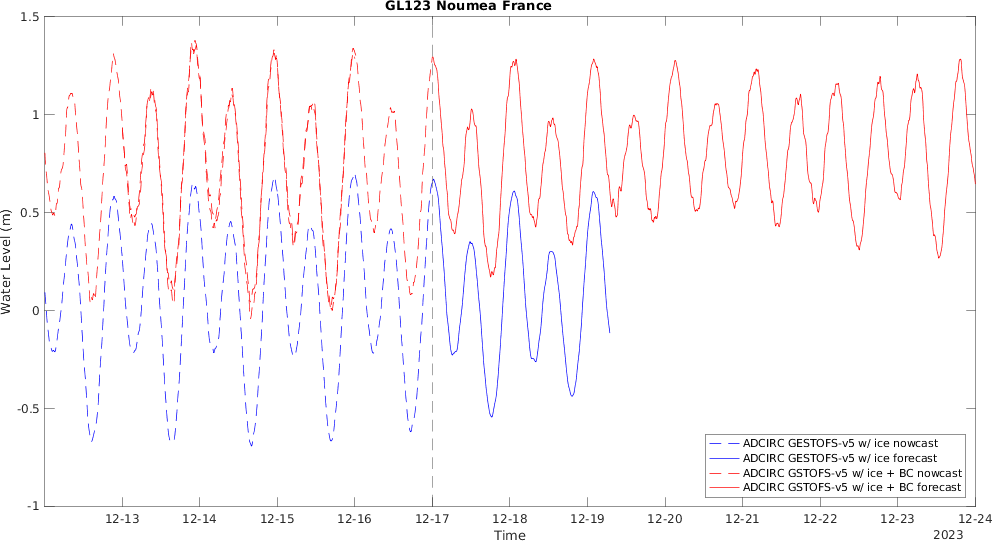 GL123 Noumea France
1.5
1
0.5
0
-0.5
-1
Water Level (m)
12-13 12-14 12-15 12-16 12-17 12-18 12-19 12-20 12-21 12-22 12-23 12-24
Time
2023
ADCIRC GESTOFS-v5 w/ ice nowcast
ADCIRC GESTOFS-v5 w/ ice forecast
ADCIRC GSTOFS-v5 w/ ice + BC nowcast
ADCIRC GSTOFS-v5 w/ ice + BC forecast